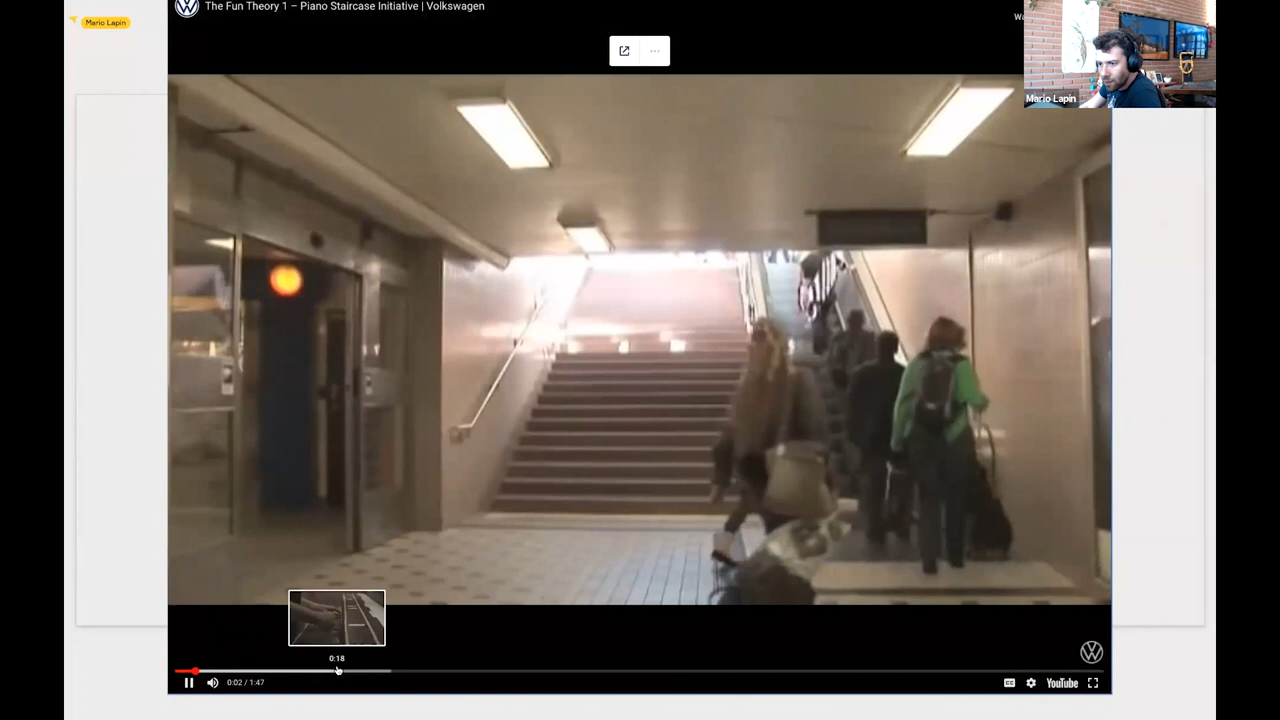 Mario Lapin
The Fun Theory 1 – Piano Staircase Initiative | Volkswagen
Mario Lapin
0:18
0:02 / 1:47
CC
YouTube